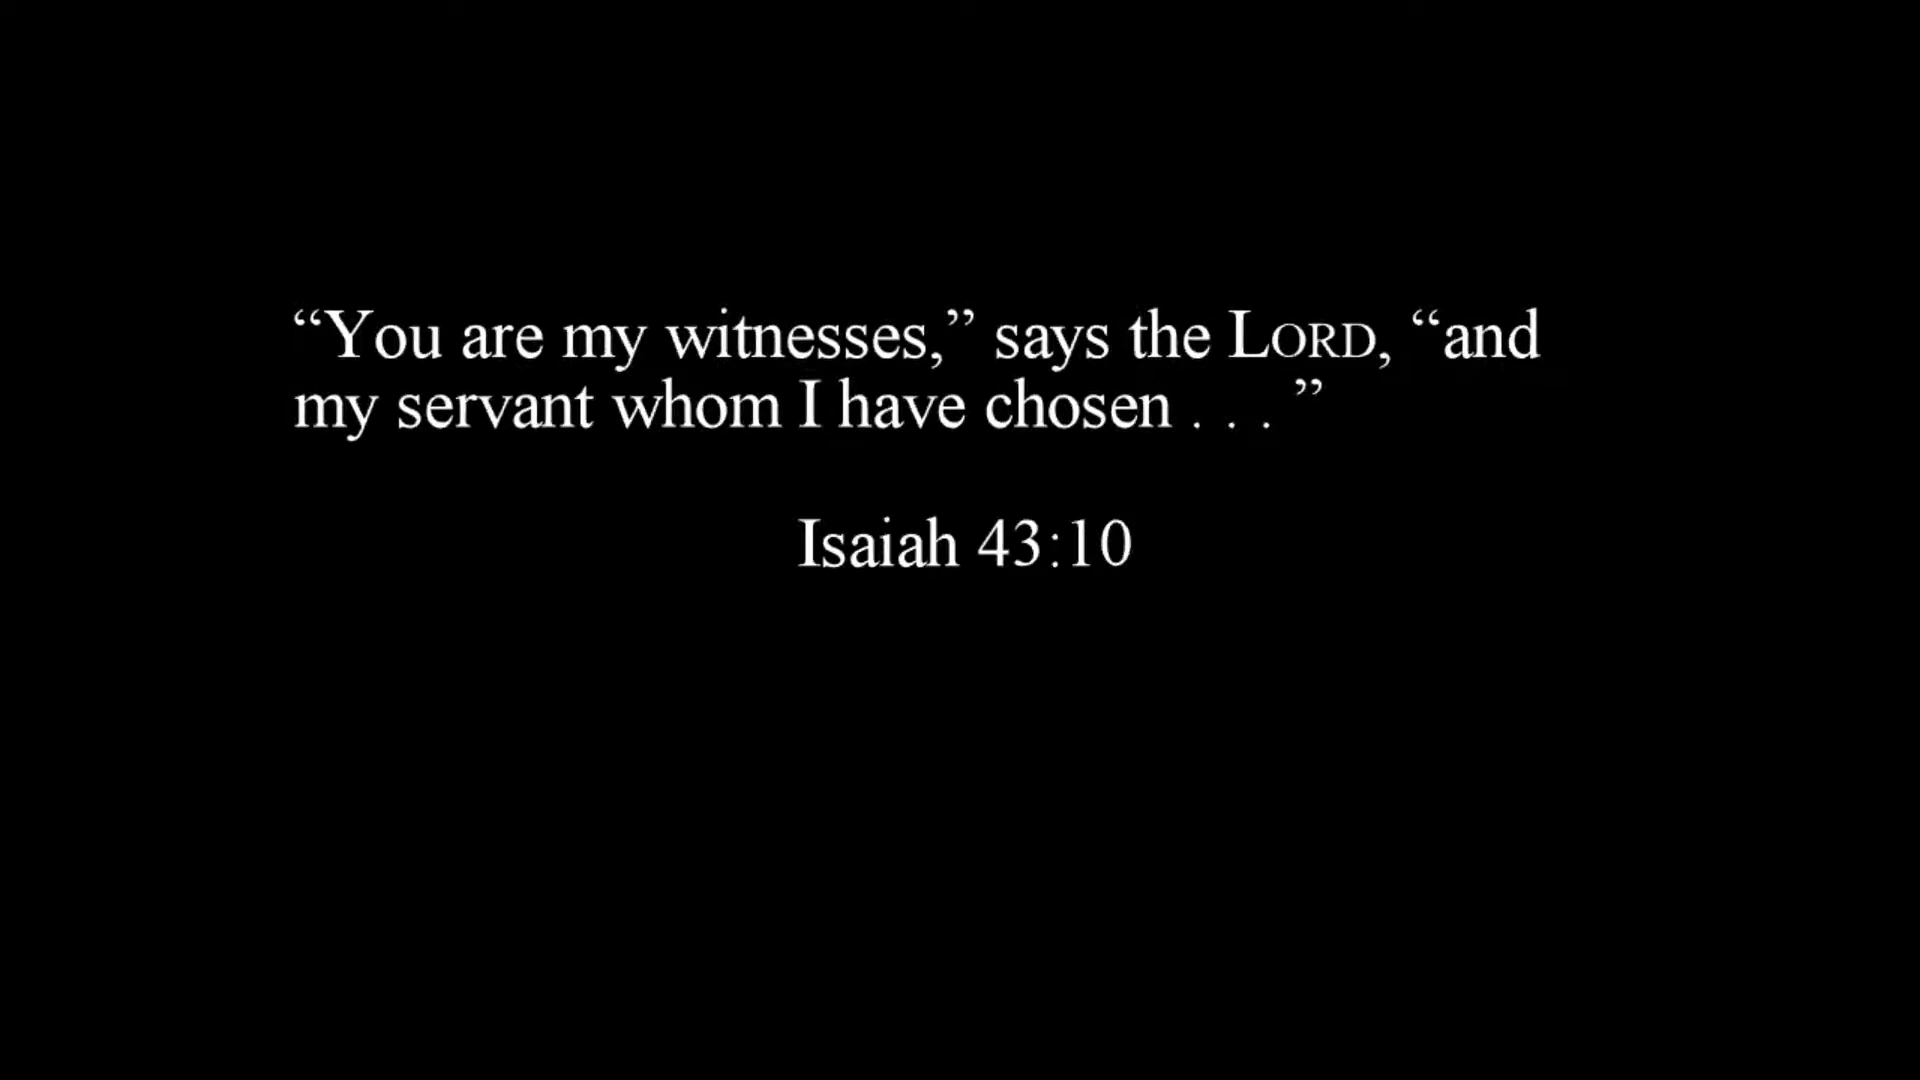 “You are my witnesses,” says the LORD, “and
my servant whom I have chosen . . . ”
Isaiah 43:10